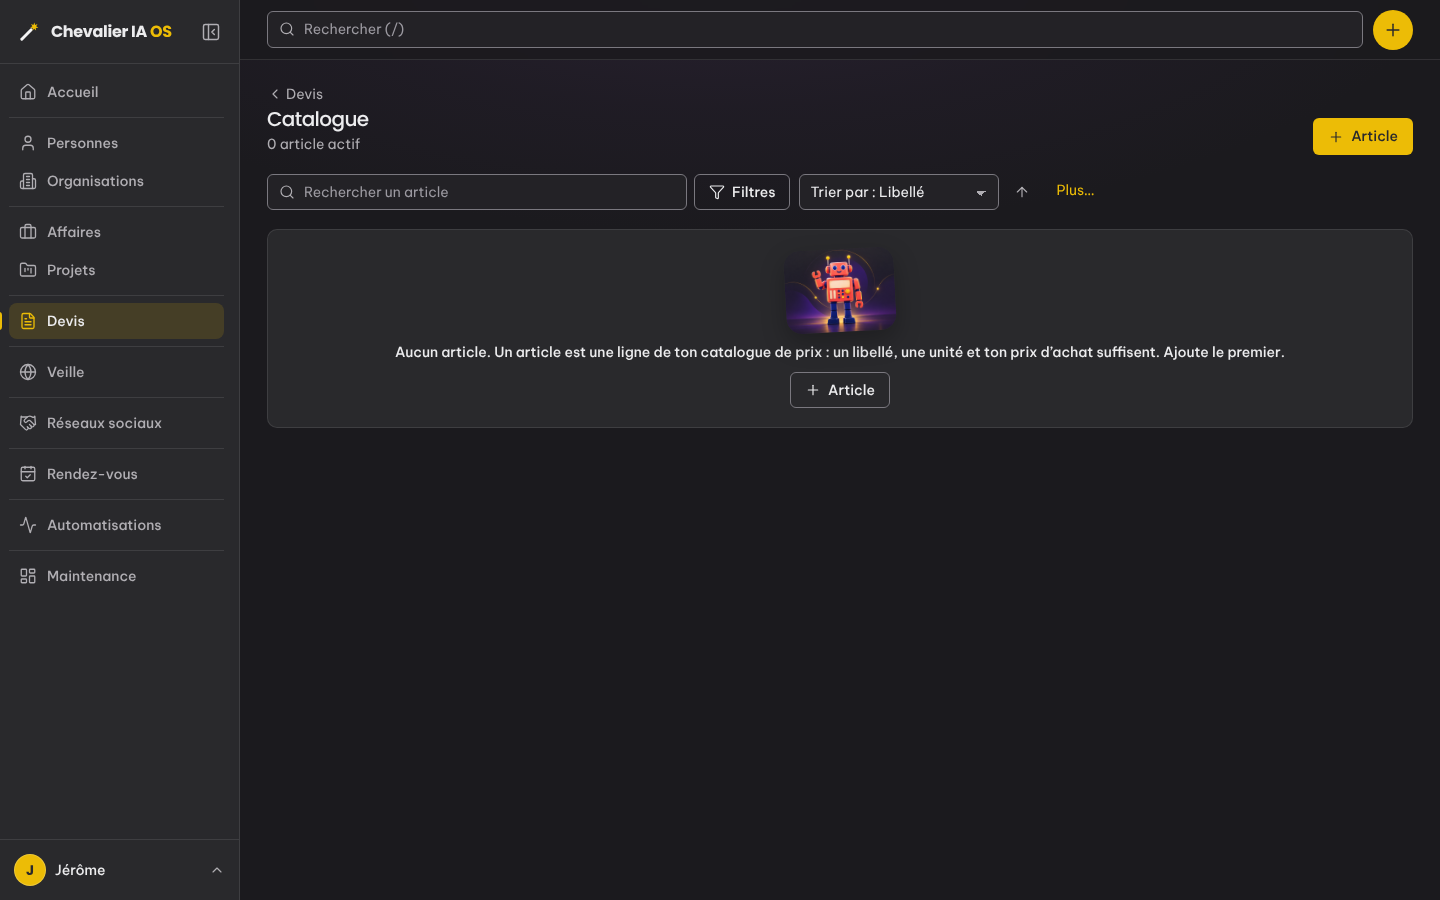 Chevalier IA OS
Rechercher (/)
Accueil
Personnes
Organisations
Affaires
Projets
Devis
Veille
Réseaux sociaux
Rendez-vous
Automatisations
Maintenance
J
Jérôme
Devis
Catalogue
0 article actif
Article
Rechercher un article
Filtres
Trier par : Libellé
Plus...
Aucun article. Un article est une ligne de ton catalogue de prix : un libellé, une unité et ton prix d’achat suffisent. Ajoute le premier.
Article